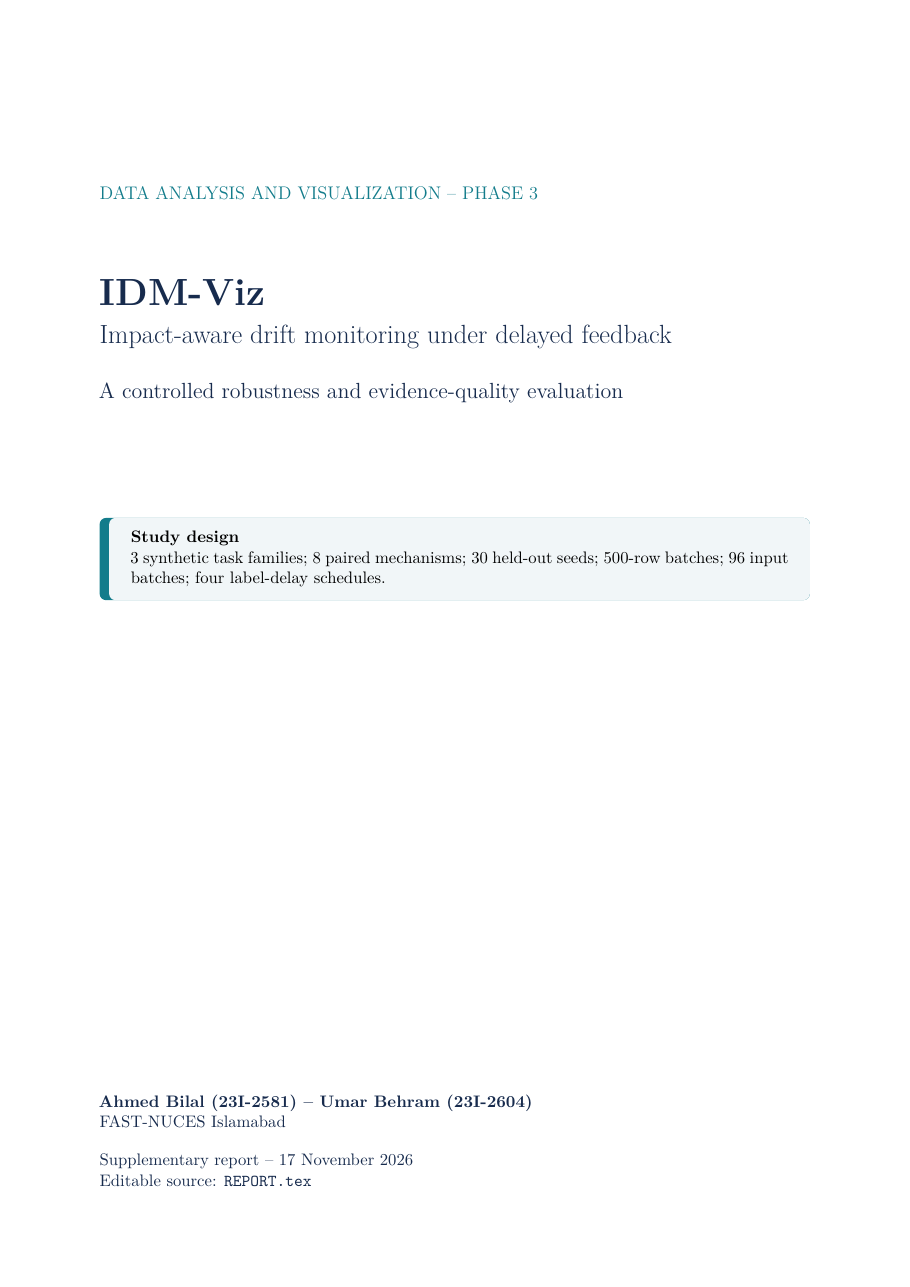 DATA ANALYSIS AND VISUALIZATION – PHASE 3
IDM-Viz
Impact-aware drift monitoring under delayed feedback
A controlled robustness and evidence-quality evaluation
Study design
3 synthetic task families; 8 paired mechanisms; 30 held-out seeds; 500-row batches; 96 input
batches; four label-delay schedules.
Ahmed Bilal (23I-2581) – Umar Behram (23I-2604)
FAST-NUCES Islamabad
Supplementary report – 17 November 2026
Editable source: REPORT.tex